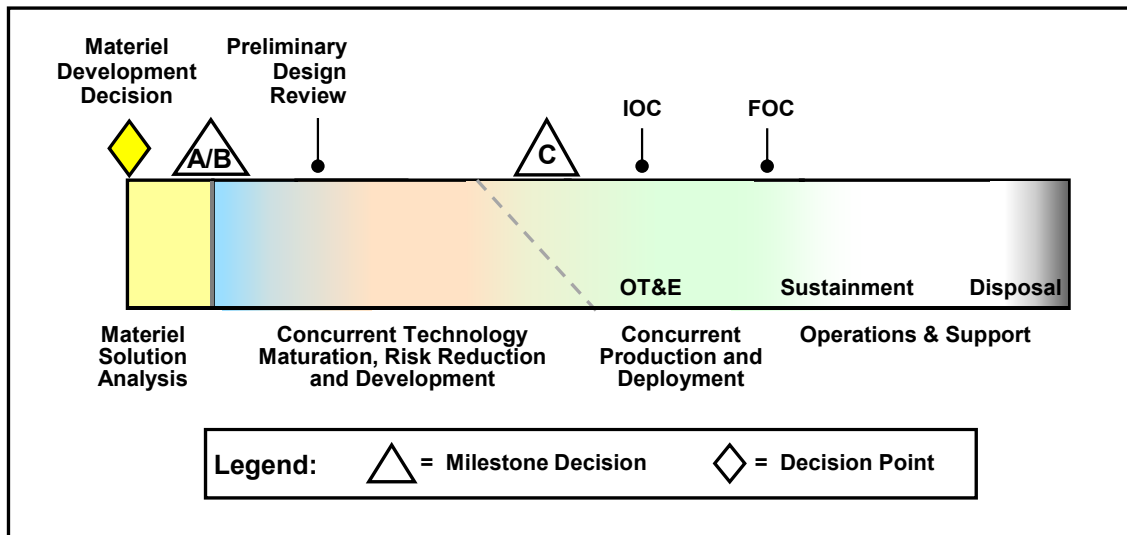 Materiel
Development
Decision
Preliminary
Design
Review
A/B
C
IOC
FOC
OT&E
Sustainment
Disposal
Materiel
Solution
Analysis
Concurrent Technology
Maturation, Risk Reduction
and Development
Concurrent
Production and
Deployment
Operations & Support
Legend:
= Milestone Decision
= Decision Point